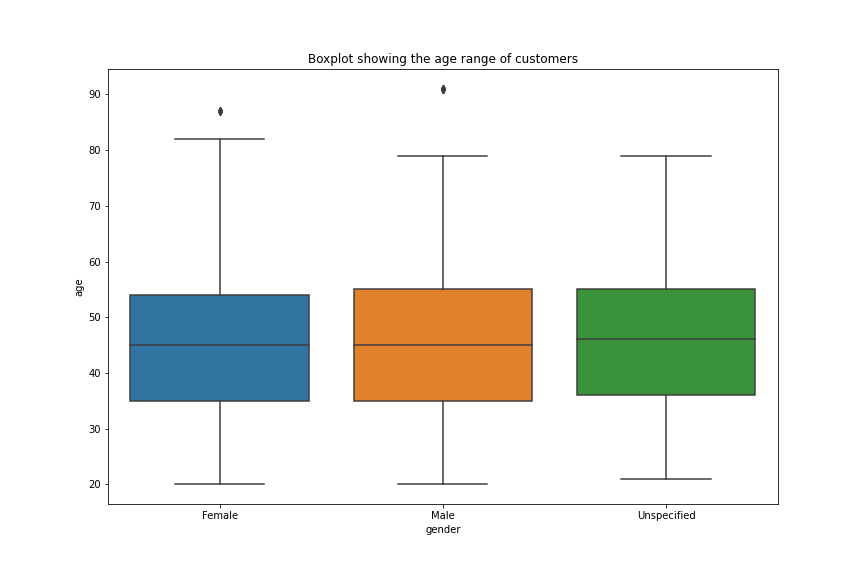 Boxplot showing the age range of customers
90
80
70
60
50
40
30
20
age
Female
Male
Unspecified
gender